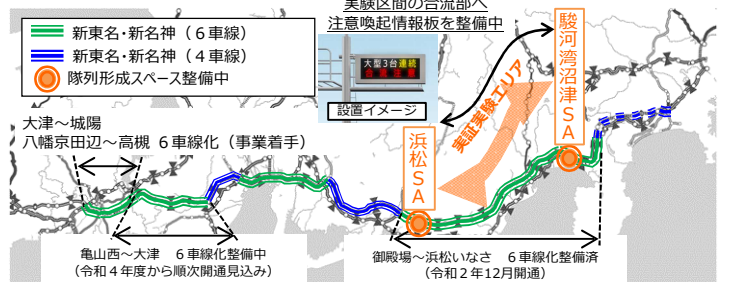 実験区間の合流部へ
注意喚起情報板を整備中
新東名・新名神（６車線）
新東名・新名神（４車線）
隊列形成スペース整備中
大型３台連続
合流注意
設置イメージ
駿河湾沼津ＳＡ
実証実験エリア
浜松ＳＡ
大津～城陽
八幡京田辺～高槻 ６車線化（事業着手）
亀山西～大津　６車線化整備中
（令和４年度から順次開通見込み）
御殿場～浜松いなさ　６車線化整備済
（令和２年12月開通）